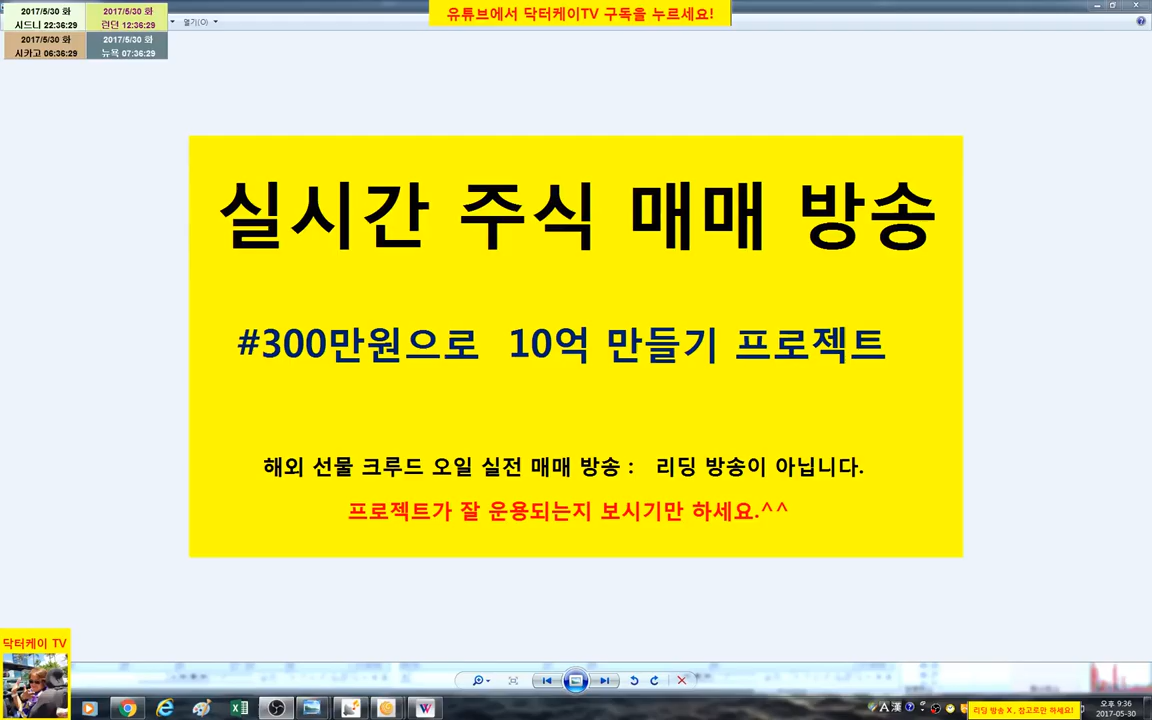 2017/5/30 화
시드니 22:36:29
2017/5/30 화
런던 12:36:29
2017/5/30 화
시카고 06:36:29
2017/5/30 화
뉴욕 07:36:29
열기(O)
유튜브에서 닥터케이TV 구독을 누르세요!
실시간 주식 매매 방송
#300만원으로 10억 만들기 프로젝트
해외 선물 크루드 오일 실전 매매 방송 : 리딩 방송이 아닙니다.
프로젝트가 잘 운용되는지 보시기만 하세요.^^
닥터케이 TV
A 漢
리딩 방송 X , 참고로만 하세요!
오후 9:36
2017-05-30